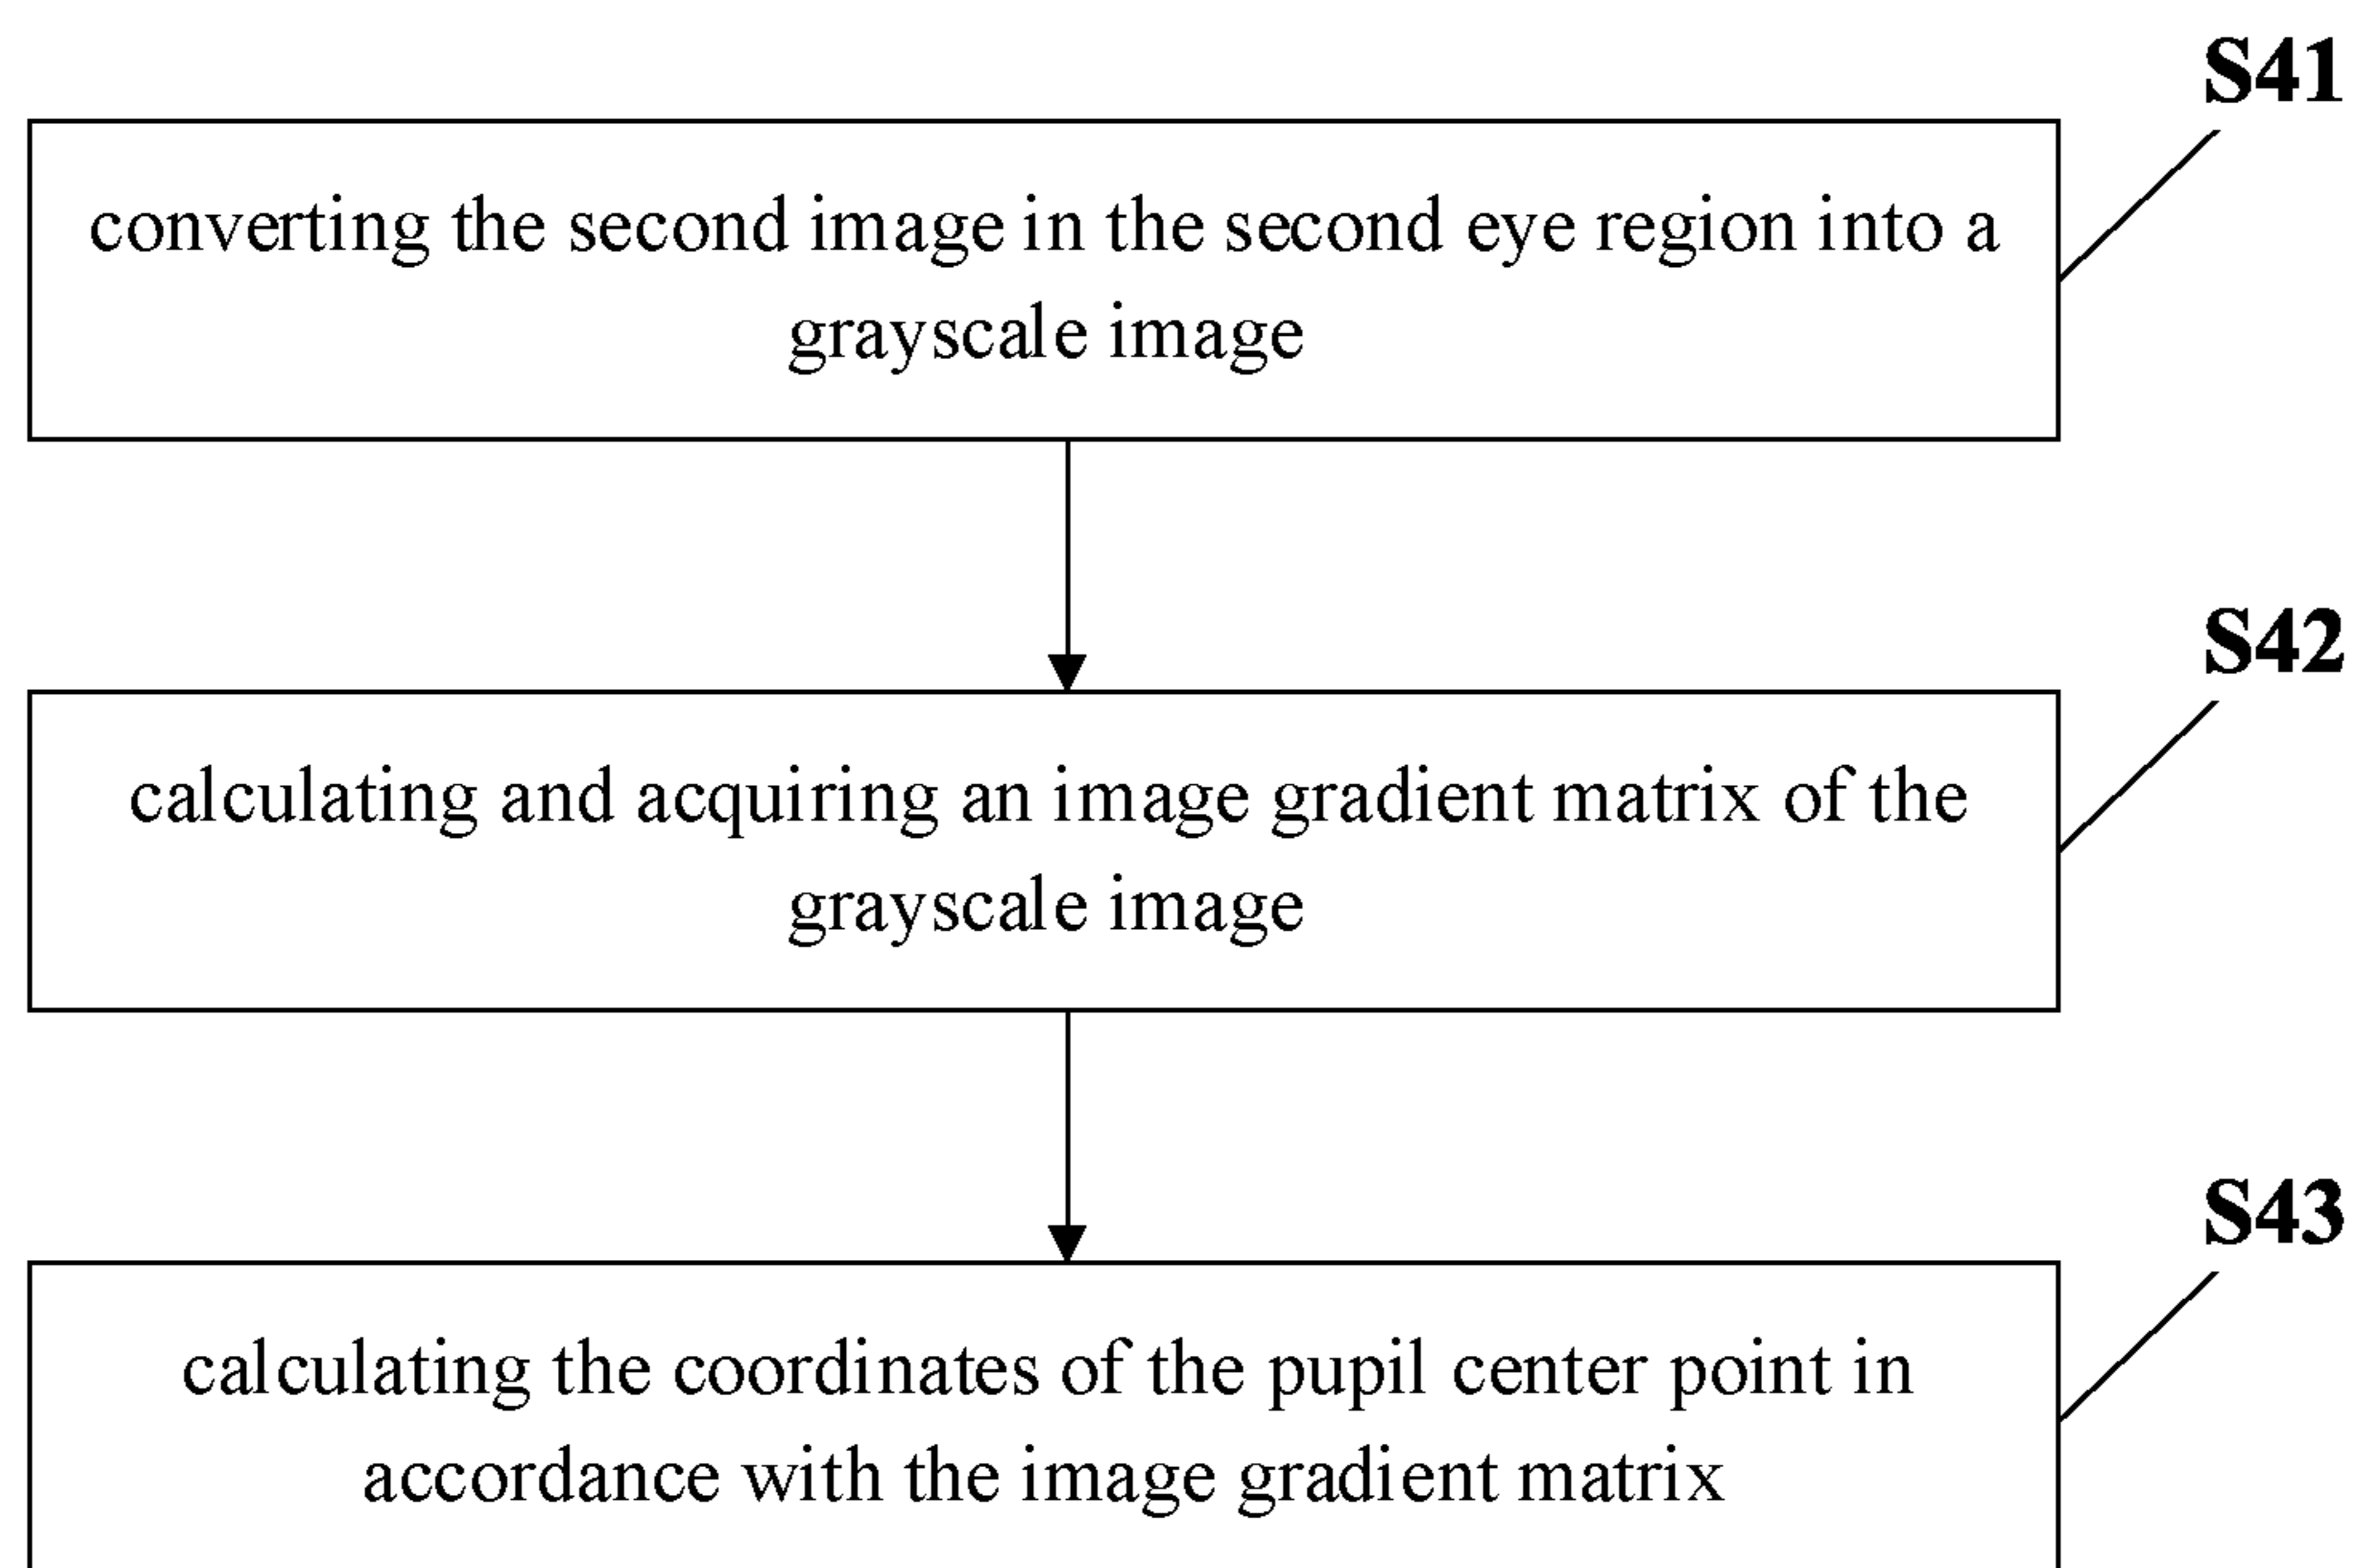 S41
converting the second image in the second eye region into a
grayscale image
S42
calculating and acquiring an image gradient matrix of the
grayscale image
S43
calculating the coordinates of the pupil center point in
accordance with the image gradient matrix